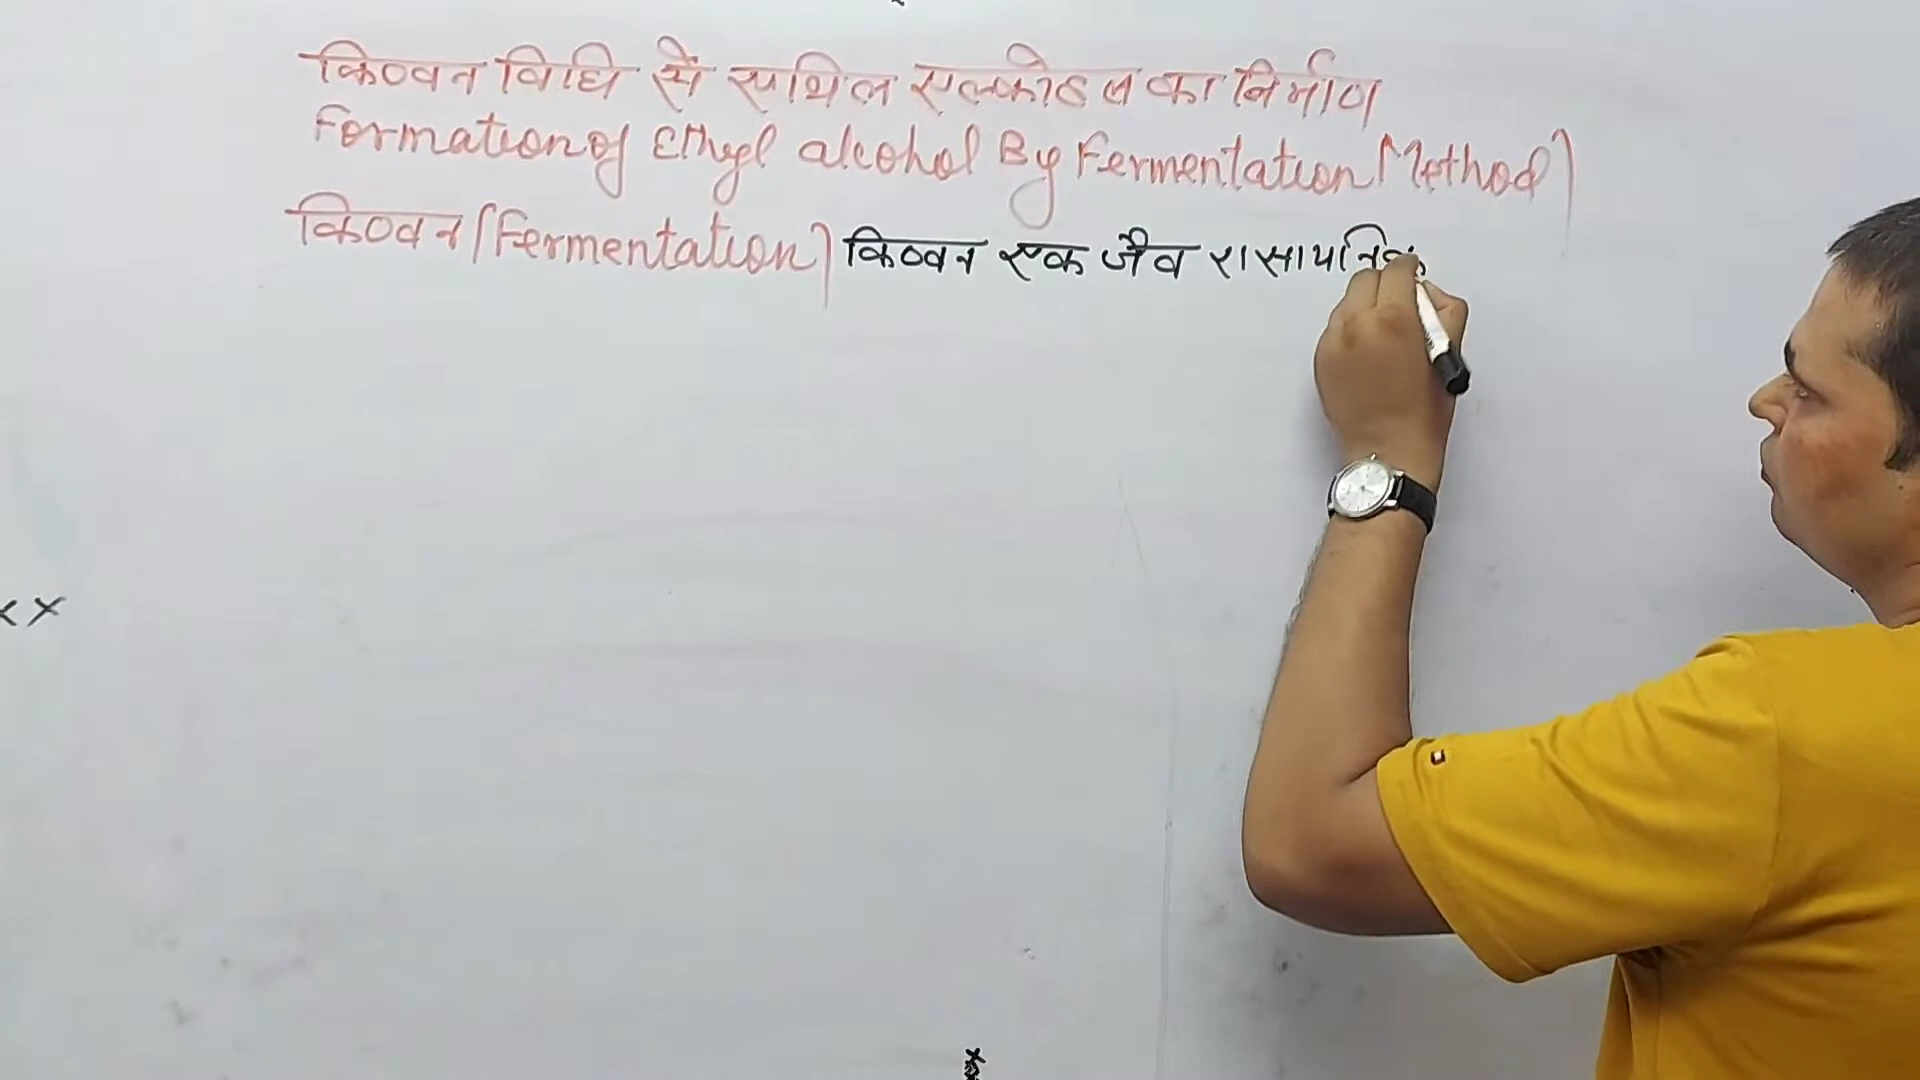 किण्वन विधि से एथिल एल्कोहल का निर्माण
Formation of Ethyl alcohol By Fermentation Method)
किण्वन (Fermentation) किण्वन एक जैव रासायनिक